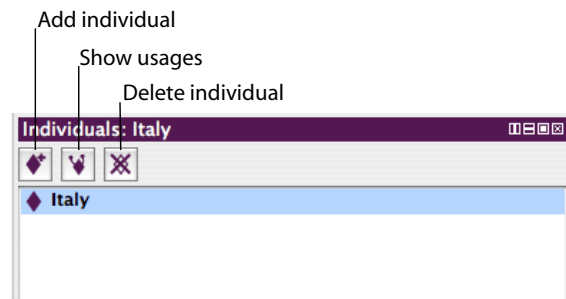 Add individual
Show usages
Delete individual
Individuals: Italy
Italy